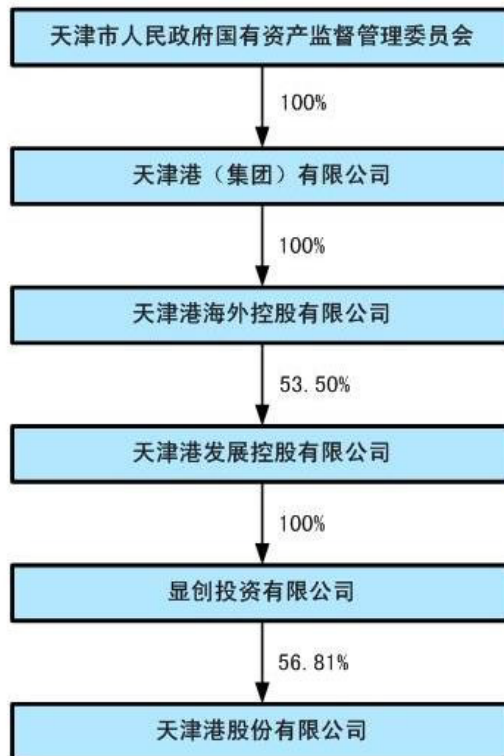 天津市人民政府国有资产监督管理委员会
100%
天津港（集团）有限公司
100%
天津港海外控股有限公司
53.50%
天津港发展控股有限公司
100%
显创投资有限公司
56.81%
天津港股份有限公司